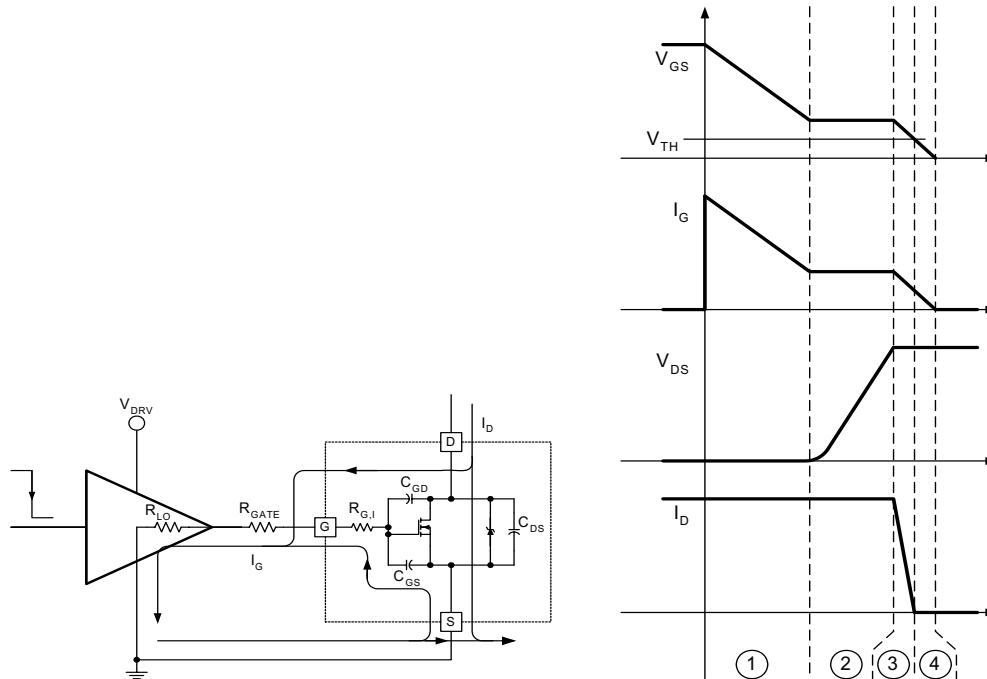 V_DRV
R_LO
R_GATE
I_G
G
R_G,I
C_GD
C_GS
C_DS
D
S
I_D
V_GS
V_TH
I_G
V_DS
I_D
1 2 3 4